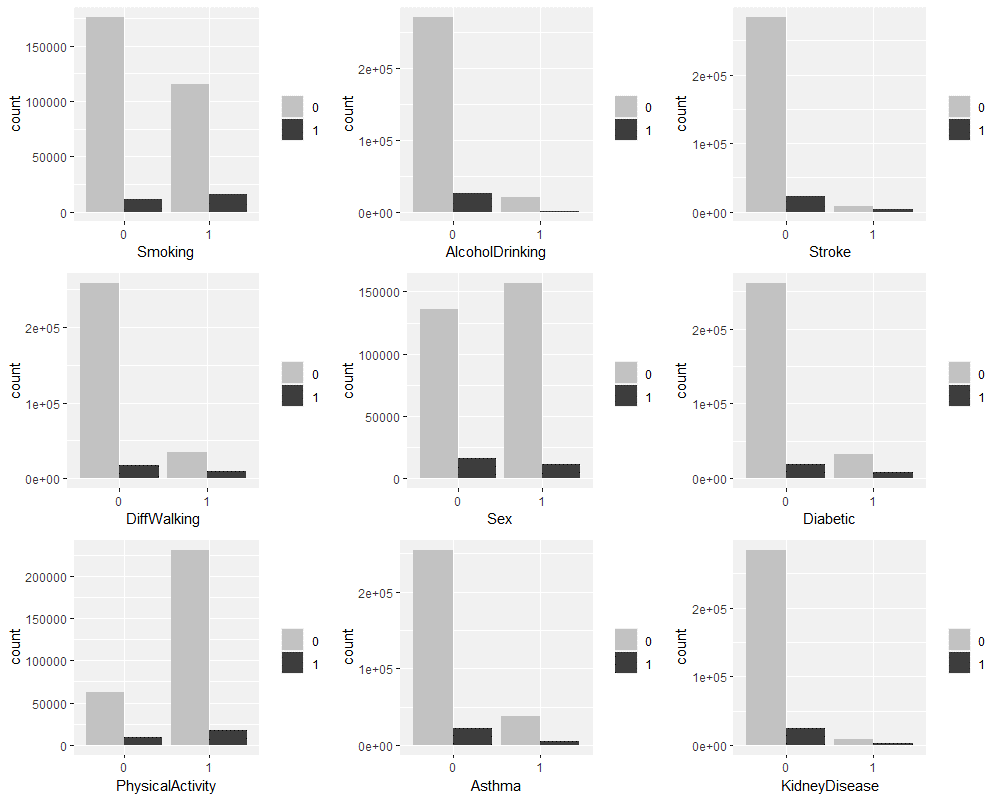 count
150000
100000
50000
0
0
1
Smoking
0
1
count
2e+05
1e+05
0e+00
0
1
AlcoholDrinking
0
1
count
2e+05
1e+05
0e+00
0
1
Stroke
0
1
count
2e+05
1e+05
0e+00
0
1
DiffWalking
0
1
count
150000
100000
50000
0
0
1
Sex
0
1
count
2e+05
1e+05
0e+00
0
1
Diabetic
0
1
count
200000
150000
100000
50000
0
0
1
PhysicalActivity
0
1
count
2e+05
1e+05
0e+00
0
1
Asthma
0
1
count
2e+05
1e+05
0e+00
0
1
KidneyDisease
0
1